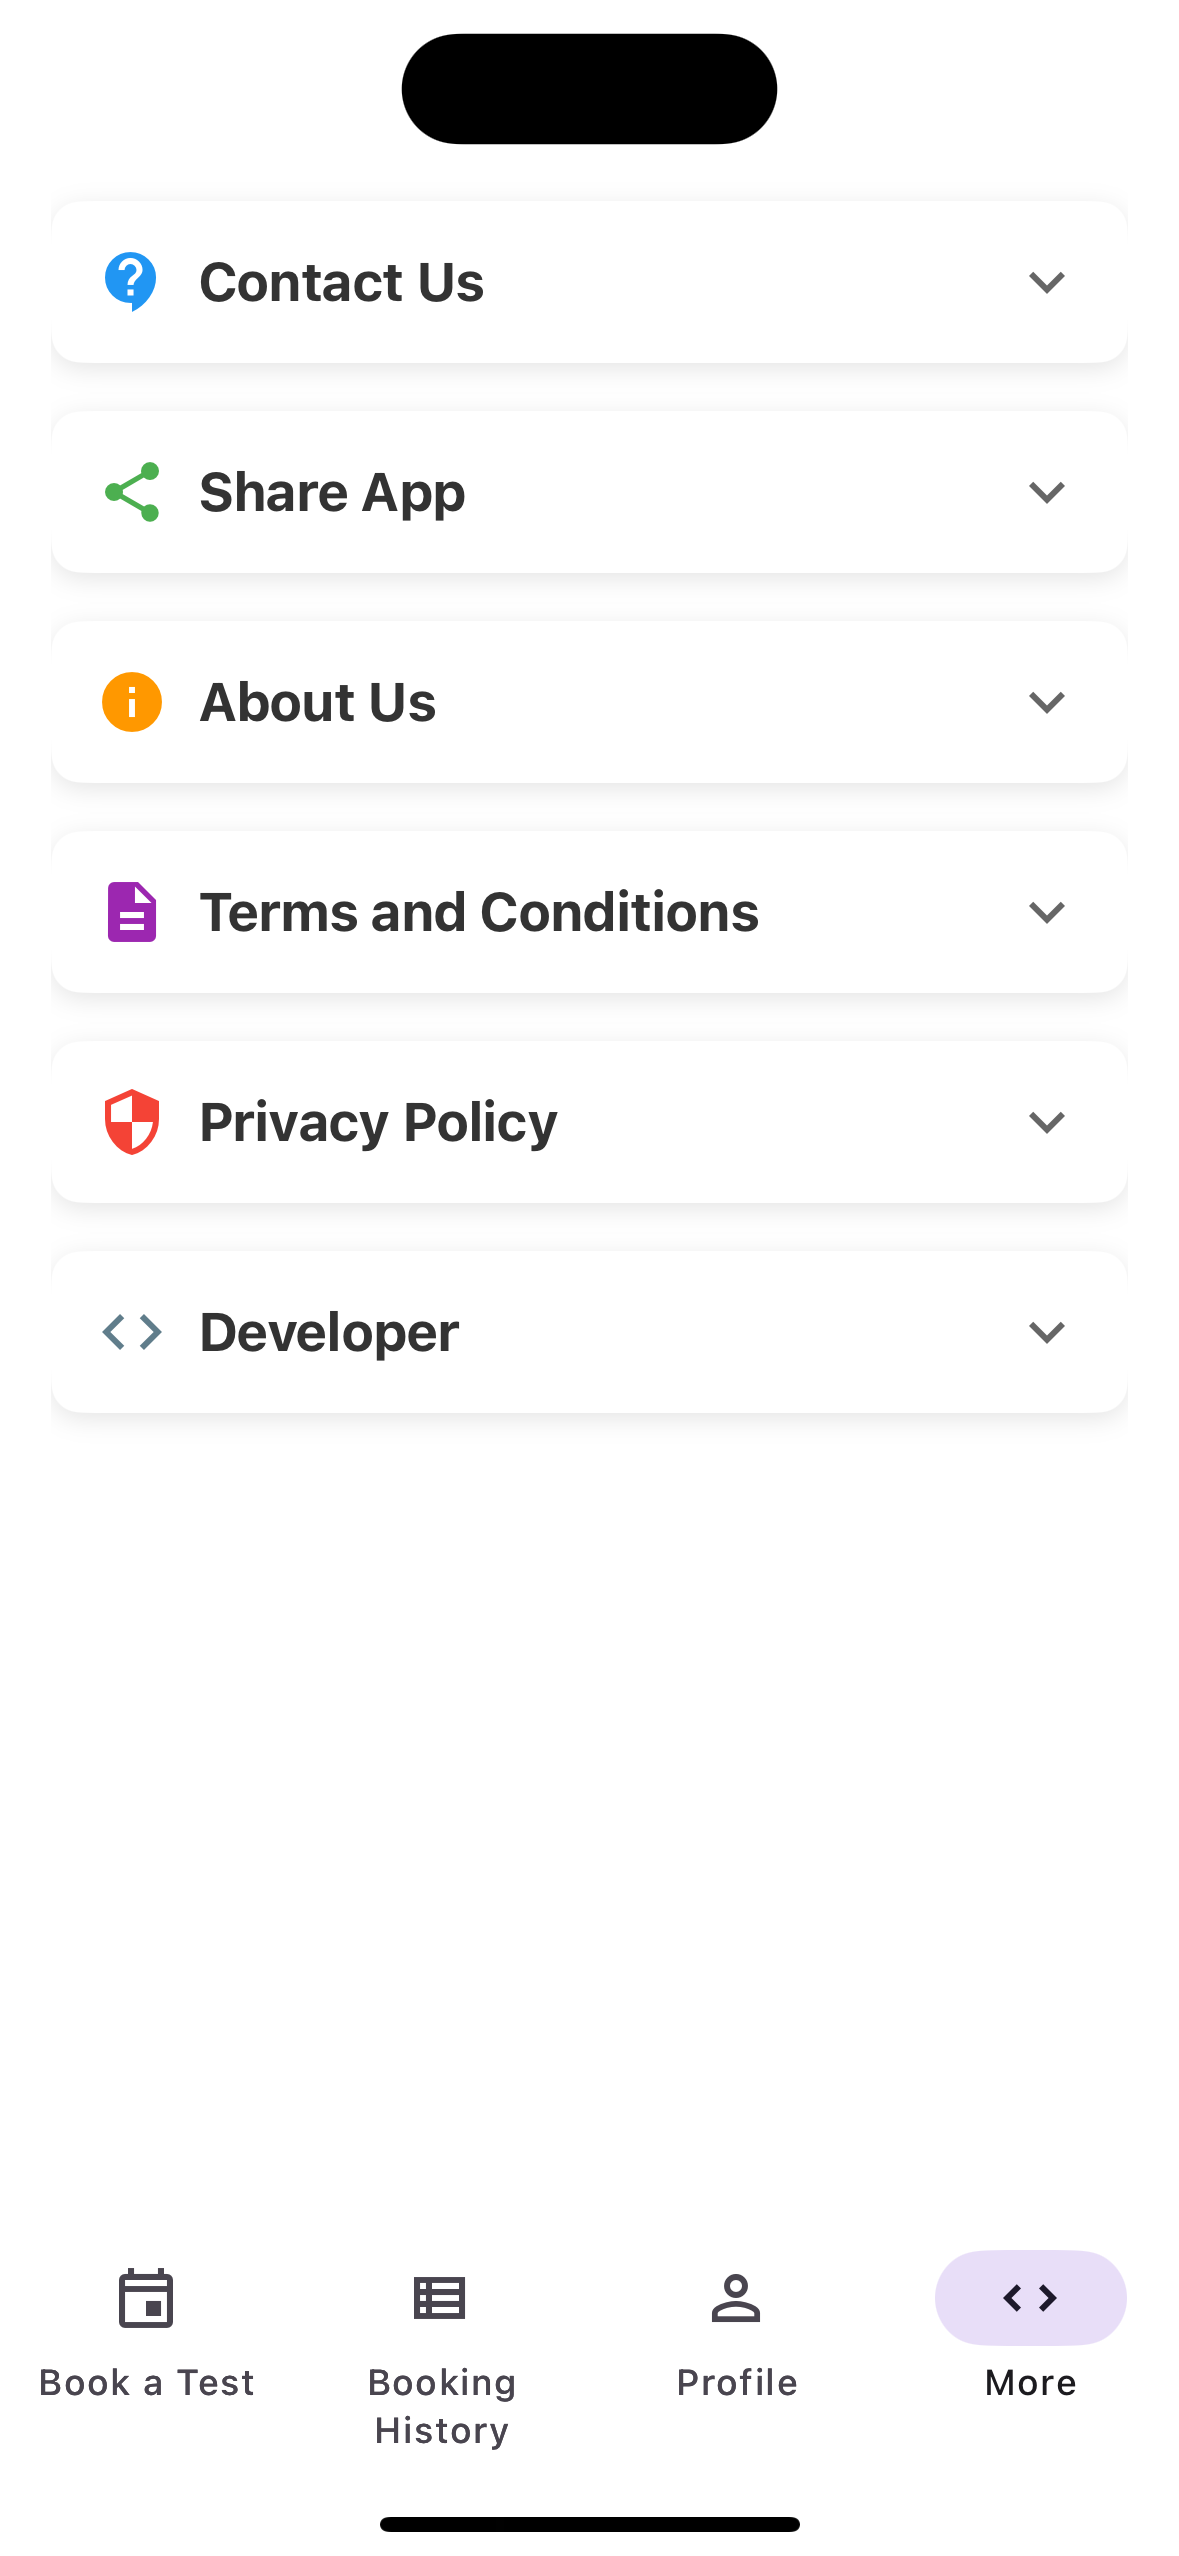 Contact Us
Share App
About Us
Terms and Conditions
Privacy Policy
Developer
Book a Test
Booking
History
Profile
More